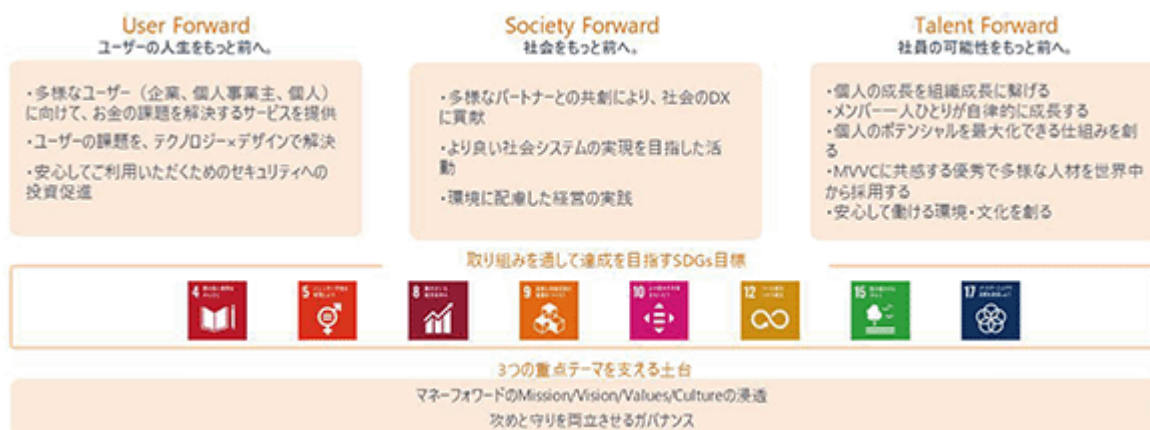 User Forward
ユーザーの人生をもっと前へ。
・多様なユーザー（企業、個人事業主、個人）
に向けて、お金の課題を解決するサービスを提供
・ユーザーの課題を、テクノロジー×デザインで解決
・安心してご利用いただくためのセキュリティへの
投資促進
Society Forward
社会をもっと前へ。
・多様なパートナーとの共創により、社会のDX
に貢献
・より良い社会システムの実現を目指した活
動
・環境に配慮した経営の実践
Talent Forward
社員の可能性をもっと前へ。
・個人の成長を組織成長に繋げる
・メンバー一人ひとりが自律的に成長する
・個人のポテンシャルを最大化できる仕組みを創
る
・MVVCに共感する優秀で多様な人材を世界中
から採用する
・安心して働ける環境・文化を創る
取り組みを通して達成を目指すSDGs目標
4
5
8
9
10
12
15
17
3つの重点テーマを支える土台
マネーフォワードのMission/Vision/Values/Cultureの浸透
攻めと守りを両立させるガバナンス